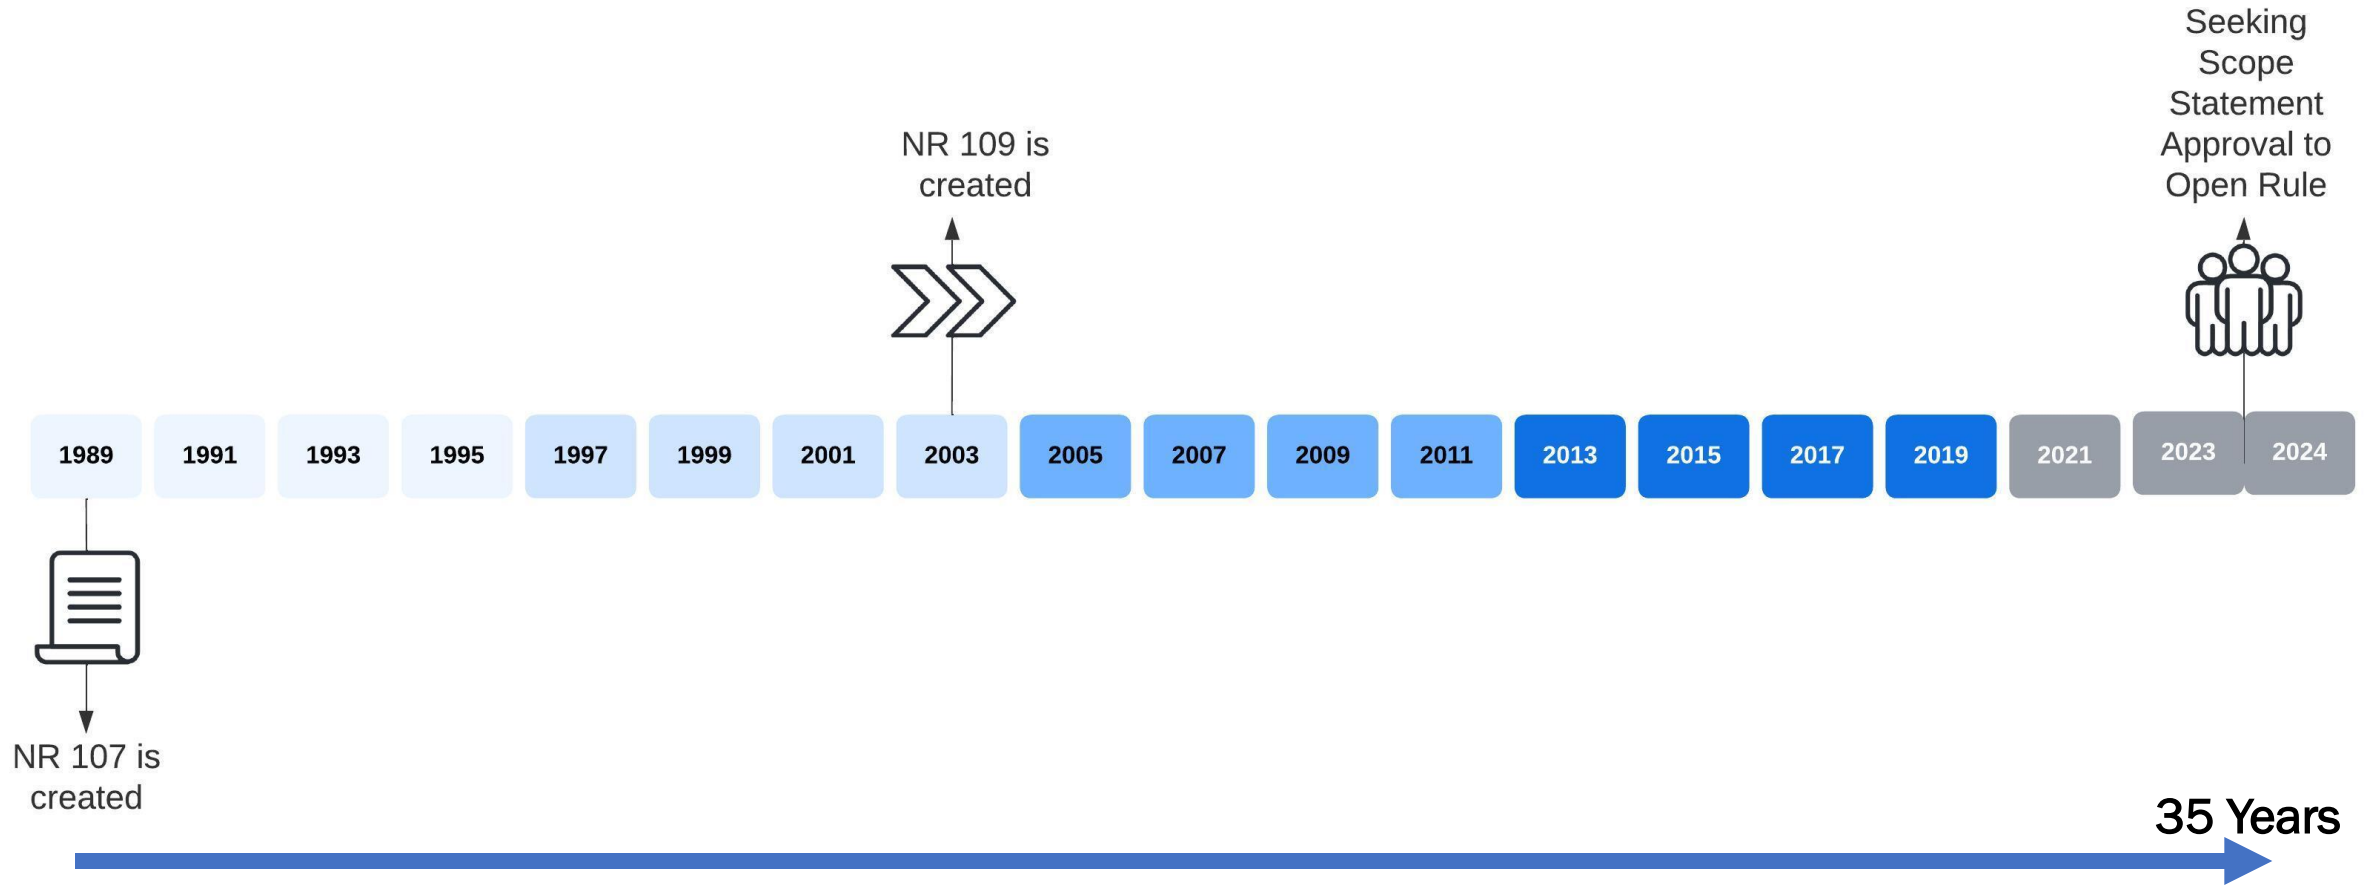 Seeking
Scope
Statement
Approval to
Open Rule
NR 109 is
created
1989 1991 1993 1995 1997 1999 2001 2003 2005 2007 2009 2011 2013 2015 2017 2019 2021 2023 2024
NR 107 is
created
35 Years